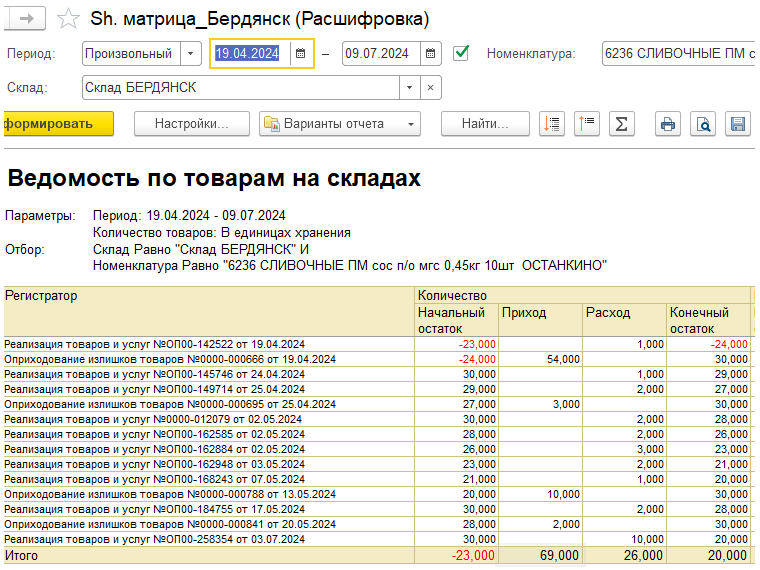 Sh. матрица_Бердянск (Расшифровка)
Период: Произвольный 19.04.2024 – 09.07.2024 Номенклатура: 6236 СЛИВОЧНЫЕ ПМ с
Склад: Склад БЕРДЯНСК
формировать Настройки... Варианты отчета Найти...
Ведомость по товарам на складах
Параметры: Период: 19.04.2024 - 09.07.2024
Количество товаров: В единицах хранения
Отбор: Склад Равно "Склад БЕРДЯНСК" И
Номенклатура Равно "6236 СЛИВОЧНЫЕ ПМ сос п/о мгс 0,45кг 10шт ОСТАНКИНО"
Регистратор Количество
Начальный остаток Приход Расход Конечный остаток
Реализация товаров и услуг №ОП00-142522 от 19.04.2024 -23,000 1,000 -24,000
Оприходование излишков товаров №0000-000666 от 19.04.2024 -24,000 54,000 30,000
Реализация товаров и услуг №ОП00-145746 от 24.04.2024 30,000 1,000 29,000
Реализация товаров и услуг №ОП00-149714 от 25.04.2024 29,000 2,000 27,000
Оприходование излишков товаров №0000-000695 от 25.04.2024 27,000 3,000 30,000
Реализация товаров и услуг №0000-012079 от 02.05.2024 30,000 2,000 28,000
Реализация товаров и услуг №ОП00-162585 от 02.05.2024 28,000 2,000 26,000
Реализация товаров и услуг №ОП00-162884 от 02.05.2024 26,000 3,000 23,000
Реализация товаров и услуг №ОП00-162948 от 03.05.2024 23,000 2,000 21,000
Реализация товаров и услуг №ОП00-168243 от 07.05.2024 21,000 1,000 20,000
Оприходование излишков товаров №0000-000788 от 13.05.2024 20,000 10,000 30,000
Реализация товаров и услуг №ОП00-184755 от 17.05.2024 30,000 2,000 28,000
Оприходование излишков товаров №0000-000841 от 20.05.2024 28,000 2,000 30,000
Реализация товаров и услуг №ОП00-258354 от 03.07.2024 30,000 10,000 20,000
Итого -23,000 69,000 26,000 20,000